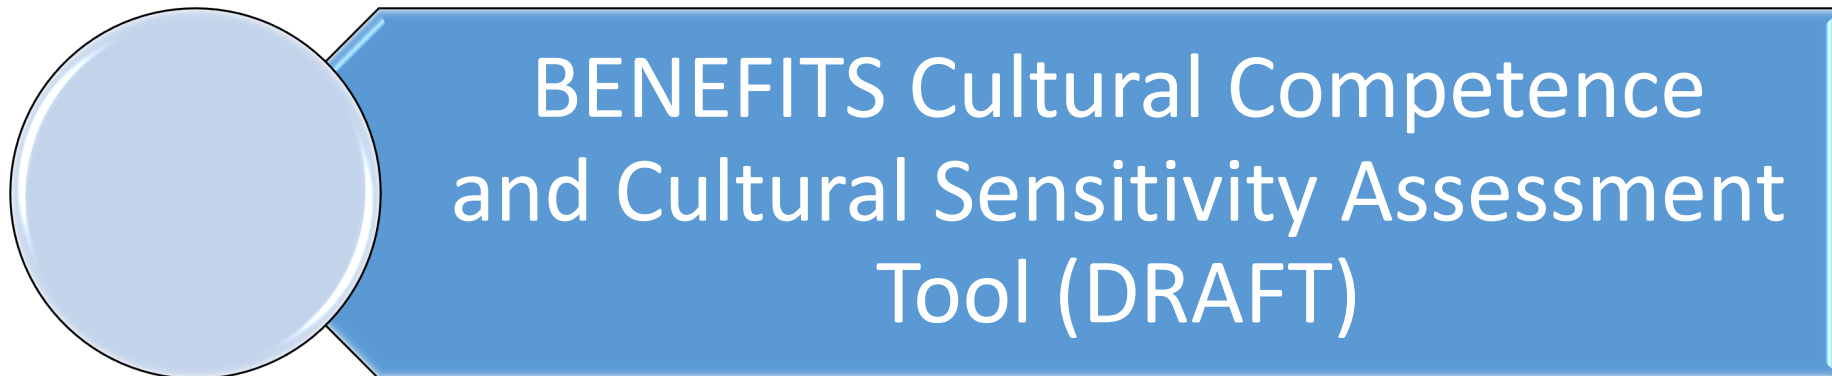 BENEFITS Cultural Competence
and Cultural Sensitivity Assessment
Tool (DRAFT)